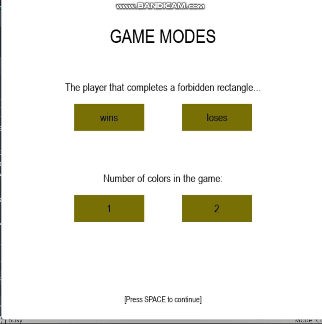 www.BANDICAM.com
GAME MODES
The player that completes a forbidden rectangle...
wins
loses
Number of colors in the game:
1
2
[Press SPACE to continue]